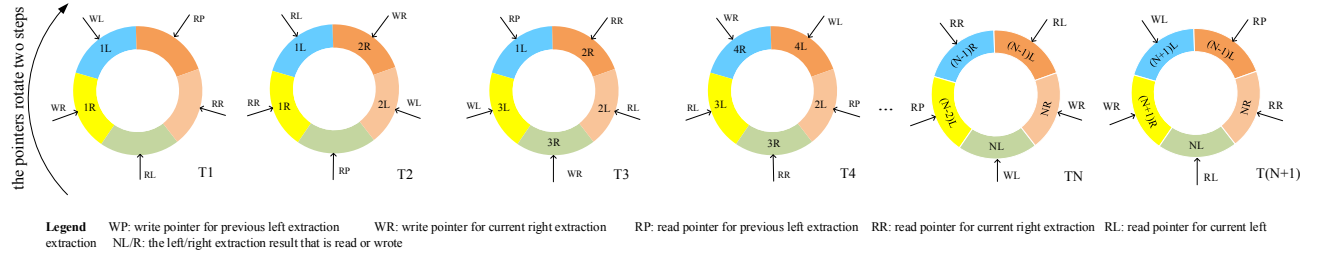 the pointers rotate two steps
WL
RP
1L
1R
WR
RR
RL
T1
RL
WR
1L
2R
1R
2L
RR
WL
RP
T2
RP
RR
1L
2R
3L
2L
3R
WL
RL
WR
T3
WR
WL
4R
4L
3L
2L
3R
RL
RP
RR
T4
...
RR
RL
(N-1)R
(N-1)L
(N-2)L
NR
NL
RP
WR
WL
TN
WL
RP
(N+1)L
(N-1)L
(N+1)R
NR
NL
WR
RR
RL
T(N+1)
Legend WP: write pointer for previous left extraction WR: write pointer for current right extraction RP: read pointer for previous left extraction RR: read pointer for current right extraction RL: read pointer for current left
extraction NL/R: the left/right extraction result that is read or wrote